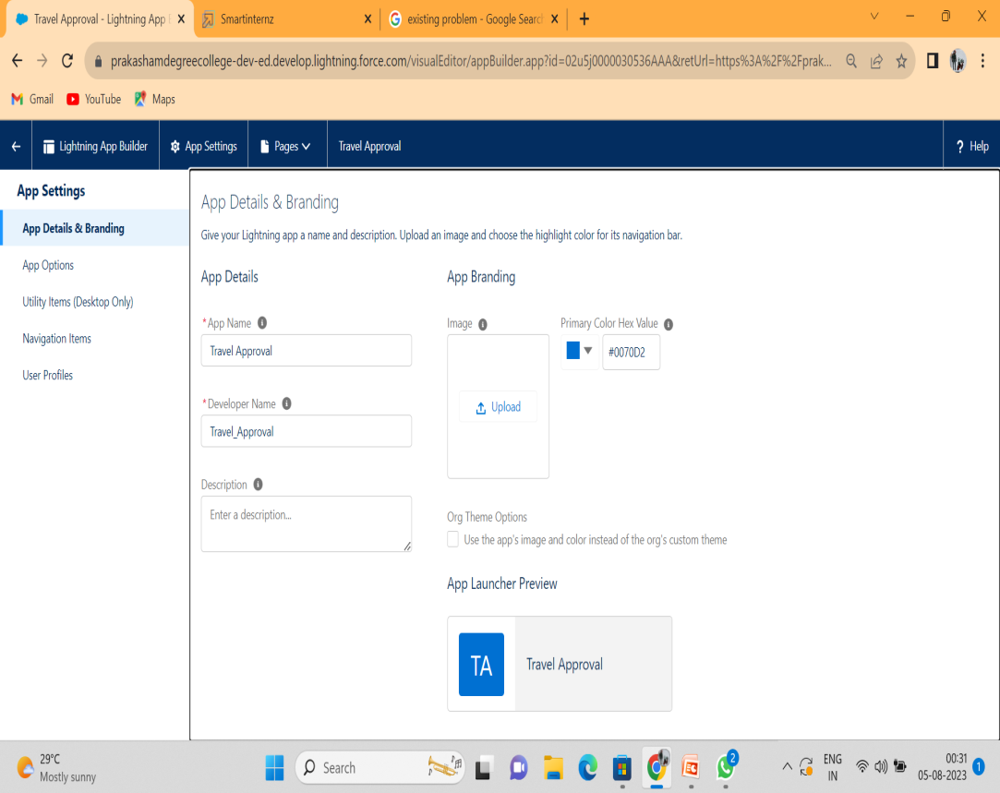 Travel Approval - Lightning App
Smartinternz
existing problem - Google Search
prakashamdegreecollege-dev-ed.develop.lightning.force.com/visualEditor/appBuilder.app?id=02u5j0000030536AAA&retUrl=https%3A%2F%2Fprak...
Gmail
YouTube
Maps
Lightning App Builder
App Settings
Pages
Travel Approval
? Help
App Settings
App Details & Branding
App Options
Utility Items (Desktop Only)
Navigation Items
User Profiles
App Details & Branding
Give your Lightning app a name and description. Upload an image and choose the highlight color for its navigation bar.
App Details
*App Name
Travel Approval
*Developer Name
Travel_Approval
Description
Enter a description...
App Branding
Image
Upload
Primary Color Hex Value
#0070D2
Org Theme Options
Use the app's image and color instead of the org's custom theme
App Launcher Preview
TA
Travel Approval
29°C
Mostly sunny
Search
2
ENG
IN
00:31
05-08-2023
1